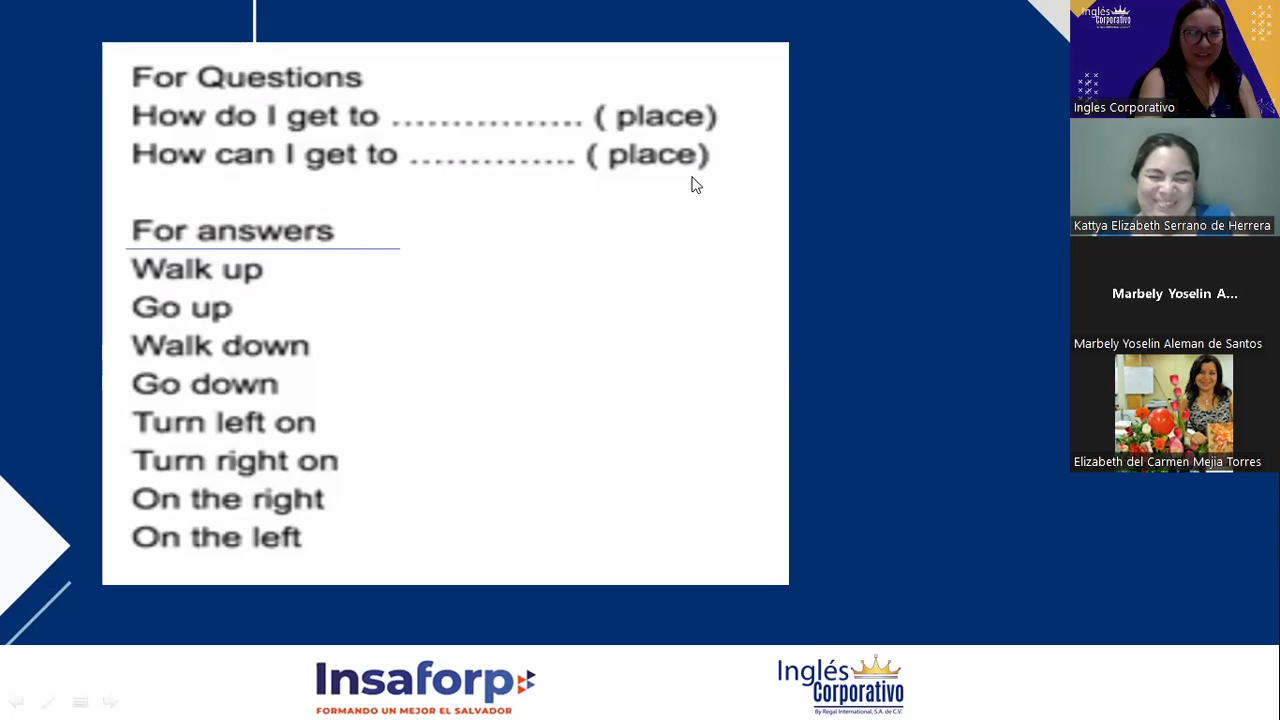 For Questions
How do I get to ................ ( place)
How can I get to .............. ( place)
For answers
Walk up
Go up
Walk down
Go down
Turn left on
Turn right on
On the right
On the left
Insaforp
FORMANDO UN MEJOR EL SALVADOR
Inglés
Corporativo
By Regal International, S.A. de C.V.
Inglés
Corporativo
Ingles Corporativo
Kattya Elizabeth Serrano de Herrera
Marbely Yoselin A...
Marbely Yoselin Aleman de Santos
Elizabeth del Carmen Mejia Torres